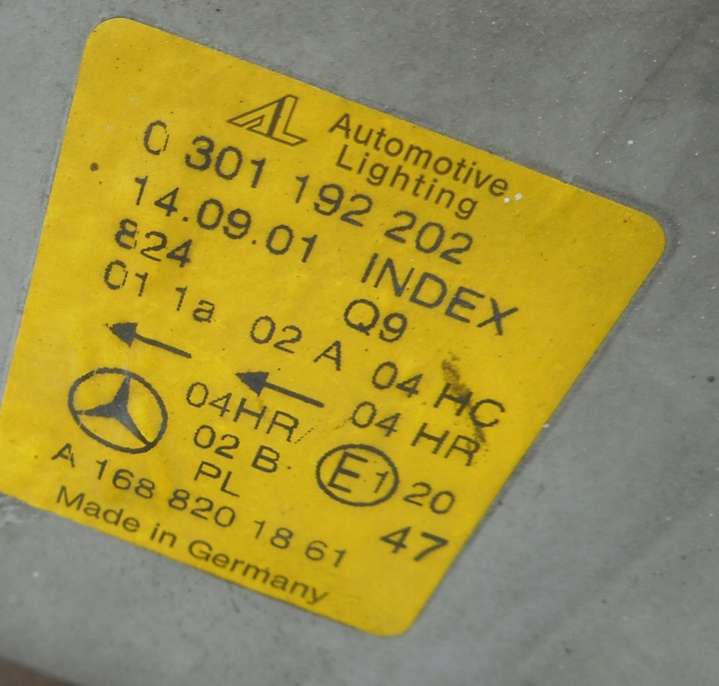 AL Automotive
Lighting
0 301 192 202
14.09.01 INDEX
824 Q9
01 1a 02 A 04 HC
04HR 04 HR
02 B E1 20
PL 47
A 168 820 18 61
Made in Germany